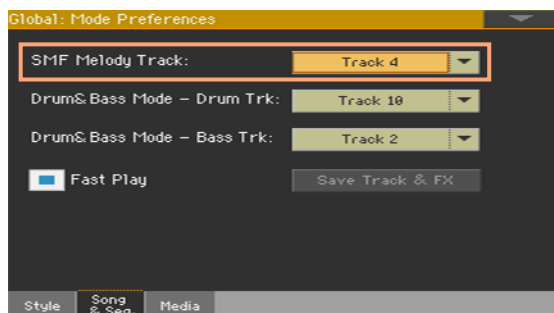 Global: Mode Preferences
SMF Melody Track: Track 4
Drum&Bass Mode - Drum Trk: Track 10
Drum&Bass Mode - Bass Trk: Track 2
Fast Play Save Track & FX
Style Song & Seq. Media